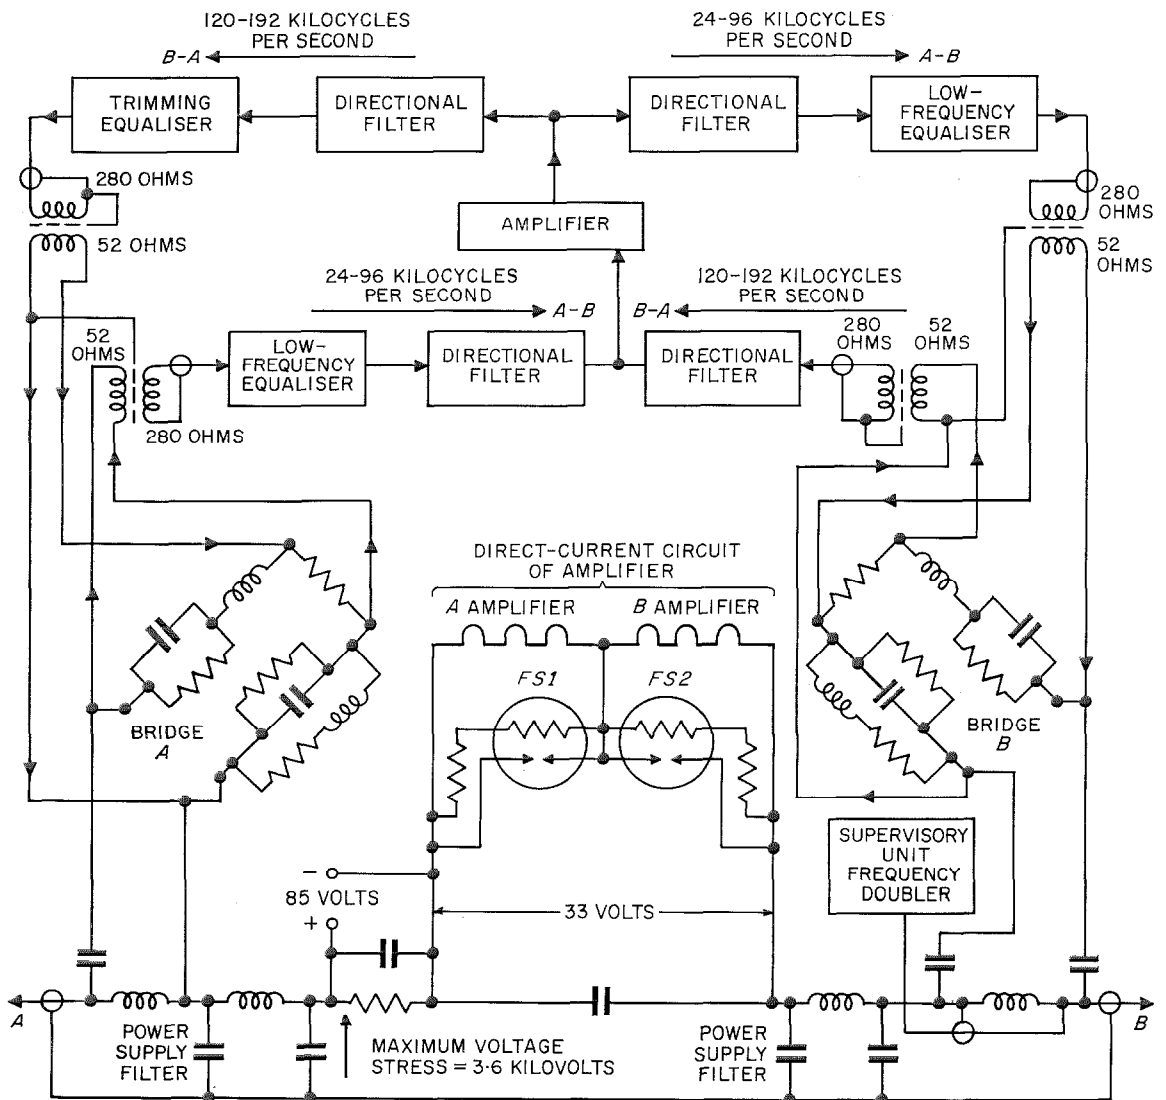 120-192 KILOCYCLES
PER SECOND
B-A
24-96 KILOCYCLES
PER SECOND
A-B
TRIMMING
EQUALISER
DIRECTIONAL
FILTER
DIRECTIONAL
FILTER
LOW-
FREQUENCY
EQUALISER
280 OHMS
52 OHMS
AMPLIFIER
280
OHMS
52
OHMS
24-96 KILOCYCLES
PER SECOND
A-B
120-192 KILOCYCLES
PER SECOND
B-A
52
OHMS
280 OHMS
LOW-
FREQUENCY
EQUALISER
DIRECTIONAL
FILTER
DIRECTIONAL
FILTER
280
OHMS
52
OHMS
DIRECT-CURRENT CIRCUIT
OF AMPLIFIER
A AMPLIFIER
B AMPLIFIER
FS1
FS2
BRIDGE
A
BRIDGE
B
SUPERVISORY
UNIT
FREQUENCY
DOUBLER
-
85 VOLTS
+
33 VOLTS
A
B
POWER
SUPPLY
FILTER
MAXIMUM VOLTAGE
STRESS = 3·6 KILOVOLTS
POWER
SUPPLY
FILTER